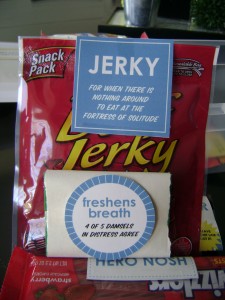 Snack
Pack
JERKY
FOR WHEN THERE IS
NOTHING AROUND
TO EAT AT THE
FORTRESS OF SOLITUDE
Jerky
freshens
breath
4 OF 5 DAMSELS
IN DISTRESS AGREE
HERO NOSH
strawberry